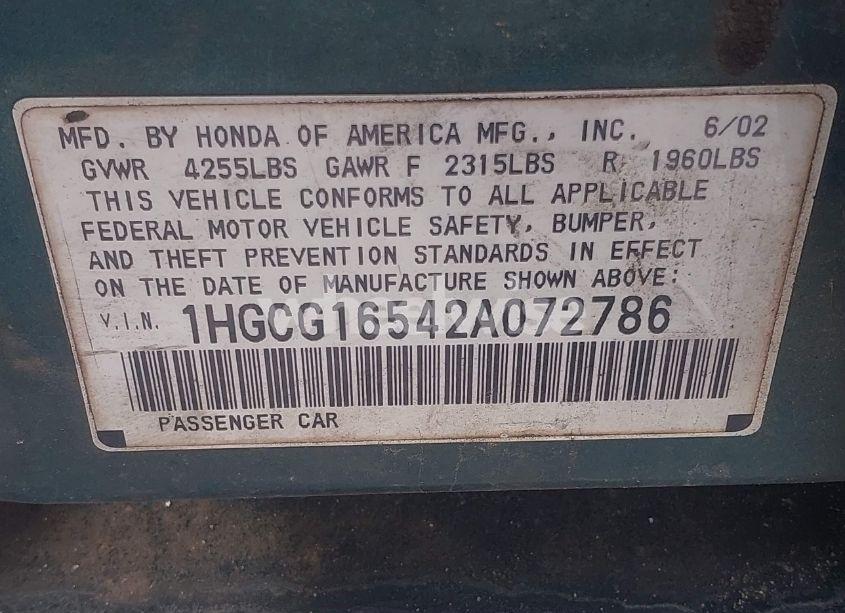 MFD. BY HONDA OF AMERICA MFG., INC. 6/02
GVWR 4255LBS GAWR F 2315LBS R 1960LBS
THIS VEHICLE CONFORMS TO ALL APPLICABLE
FEDERAL MOTOR VEHICLE SAFETY, BUMPER,
AND THEFT PREVENTION STANDARDS IN EFFECT
ON THE DATE OF MANUFACTURE SHOWN ABOVE:
V.I.N. 1HGCG16542A072786
PASSENGER CAR